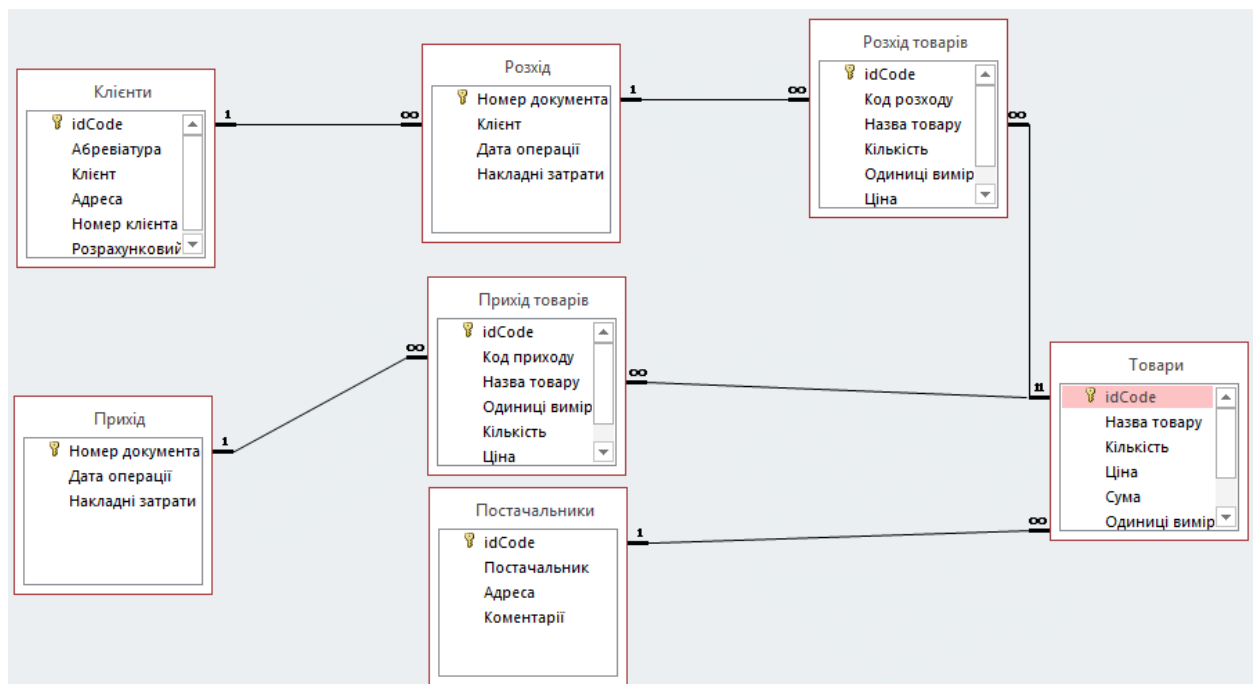 Клієнти
idCode
Абревіатура
Клієнт
Адреса
Номер клієнта
Розрахунковий
1
∞
Розхід
Номер документа
Клієнт
Дата операції
Накладні затрати
1
∞
Розхід товарів
idCode
Код розходу
Назва товару
Кількість
Одиниці вимір
Ціна
∞
Прихід
Номер документа
Дата операції
Накладні затрати
1
∞
Прихід товарів
idCode
Код приходу
Назва товару
Одиниці вимір
Кількість
Ціна
∞
Постачальники
idCode
Постачальник
Адреса
Коментарії
1
∞
11
Товари
idCode
Назва товару
Кількість
Ціна
Сума
Одиниці вимір